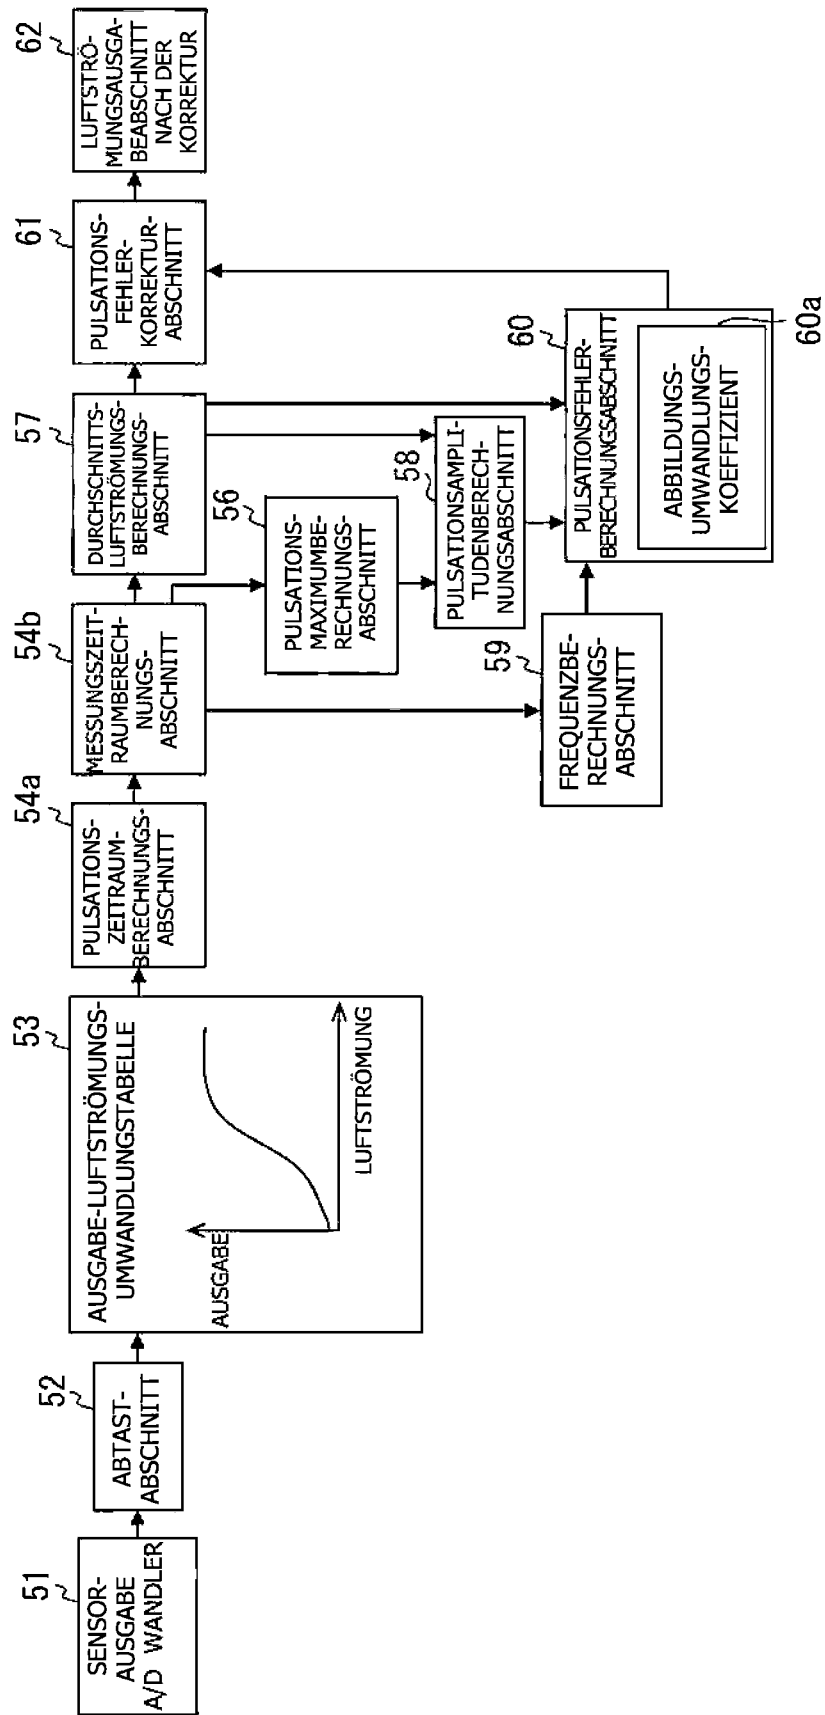 51
SENSOR-
AUSGABE
A/D WANDLER
52
ABTAST-
ABSCHNITT
53
AUSGABE-LUFTSTRÖMUNGS-
UMWANDLUNGSTABELLE
AUSGABE
LUFTSTRÖMUNG
54a
PULSATIONS-
ZEITRAUM-
BERECHNUNGS-
ABSCHNITT
54b
MESSUNGSZEIT-
RAUMBERECH-
NUNGS-
ABSCHNITT
56
PULSATIONS-
MAXIMUMBE-
RECHNUNGS-
ABSCHNITT
57
DURCHSCHNITTS-
LUFTSTRÖMUNGS-
BERECHNUNGS-
ABSCHNITT
58
PULSATIONSAMPLI-
TUDENBERECH-
NUNGSABSCHNITT
59
FREQUENZBE-
RECHNUNGS-
ABSCHNITT
60
PULSATIONSFEHLER-
BERECHNUNGSABSCHNITT
60a
ABBILDUNGS-
UMWANDLUNGS-
KOEFFIZIENT
61
PULSATIONS-
FEHLER-
KORREKTUR-
ABSCHNITT
62
LUFTSTRÖ-
MUNGSAUSGA-
BEABSCHNITT
NACH DER
KORREKTUR